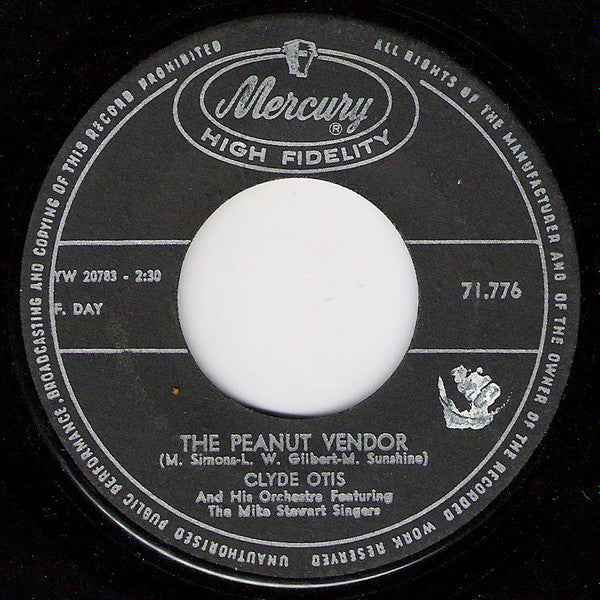 ALL RIGHTS OF THE MANUFACTURER AND OF THE OWNER OF THE RECORDED WORK RESERVED
UNAUTHORISED PUBLIC PERFORMANCE, BROADCASTING AND COPYING OF THIS RECORD PROHIBITED
Mercury ®
HIGH FIDELITY
YW 20783 - 2:30
F. DAY
71.776
THE PEANUT VENDOR
(M. Simons-L. W. Gilbert-M. Sunshine)
CLYDE OTIS
And His Orchestra Featuring
The Mike Stewart Singers